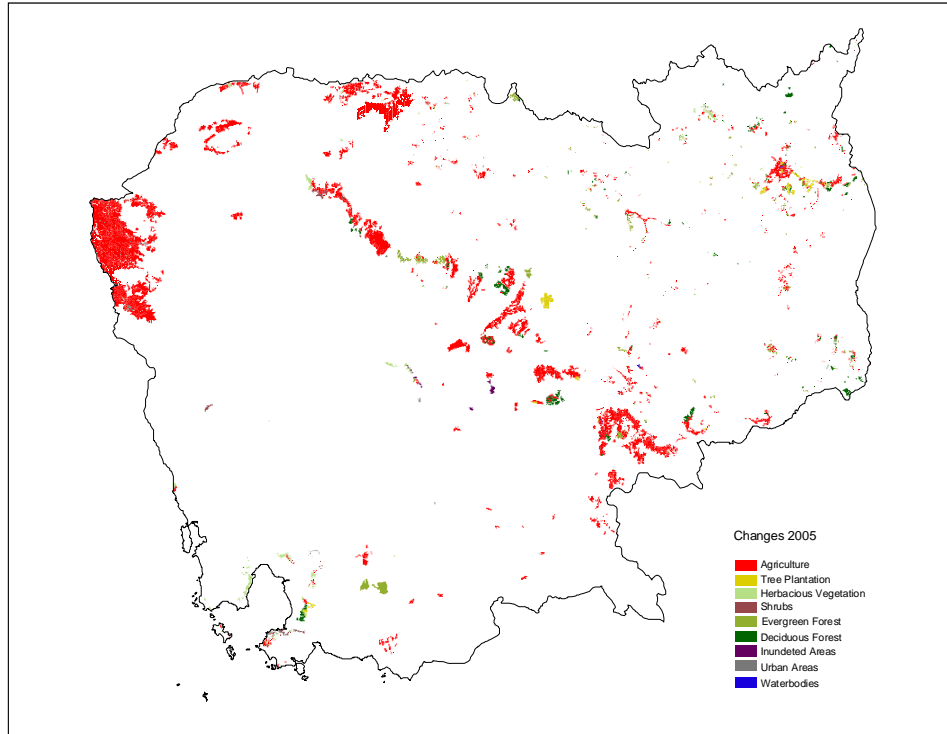 Changes 2005
Agriculture
Tree Plantation
Herbacious Vegetation
Shrubs
Evergreen Forest
Deciduous Forest
Inundeted Areas
Urban Areas
Waterbodies